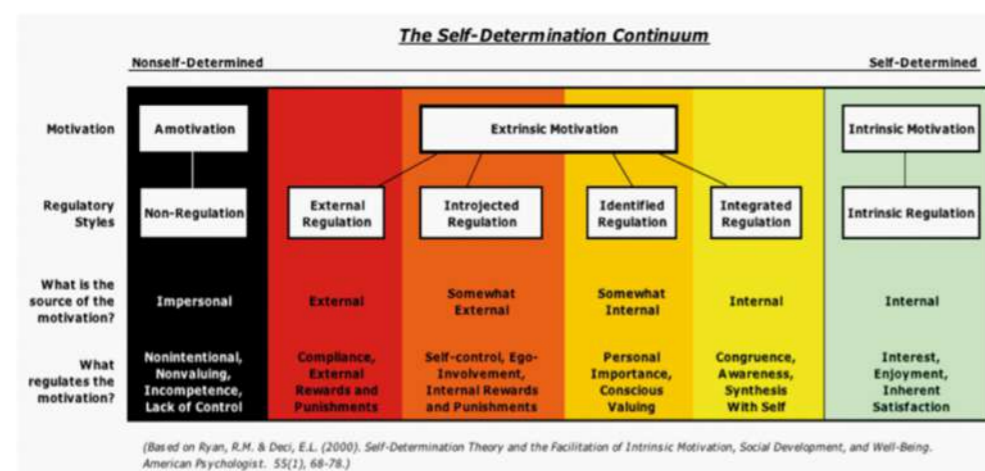 The Self-Determination Continuum
Nonself-Determined
Self-Determined
Motivation
Amotivation
Extrinsic Motivation
Intrinsic Motivation
Regulatory
Styles
Non-Regulation
External
Regulation
Introjected
Regulation
Identified
Regulation
Integrated
Regulation
Intrinsic Regulation
What is the
source of the
motivation?
Impersonal
External
Somewhat
External
Somewhat
Internal
Internal
Internal
What
regulates the
motivation?
Nonintentional,
Nonvaluing,
Incompetence,
Lack of Control
Compliance,
External
Rewards and
Punishments
Self-control, Ego-
Involvement,
Internal Rewards
and Punishments
Personal
Importance,
Conscious
Valuing
Congruence,
Awareness,
Synthesis
With Self
Interest,
Enjoyment,
Inherent
Satisfaction
(Based on Ryan, R.M. & Deci, E.L. (2000). Self-Determination Theory and the Facilitation of Intrinsic Motivation, Social Development, and Well-Being.
American Psychologist. 55(1), 68-78.)